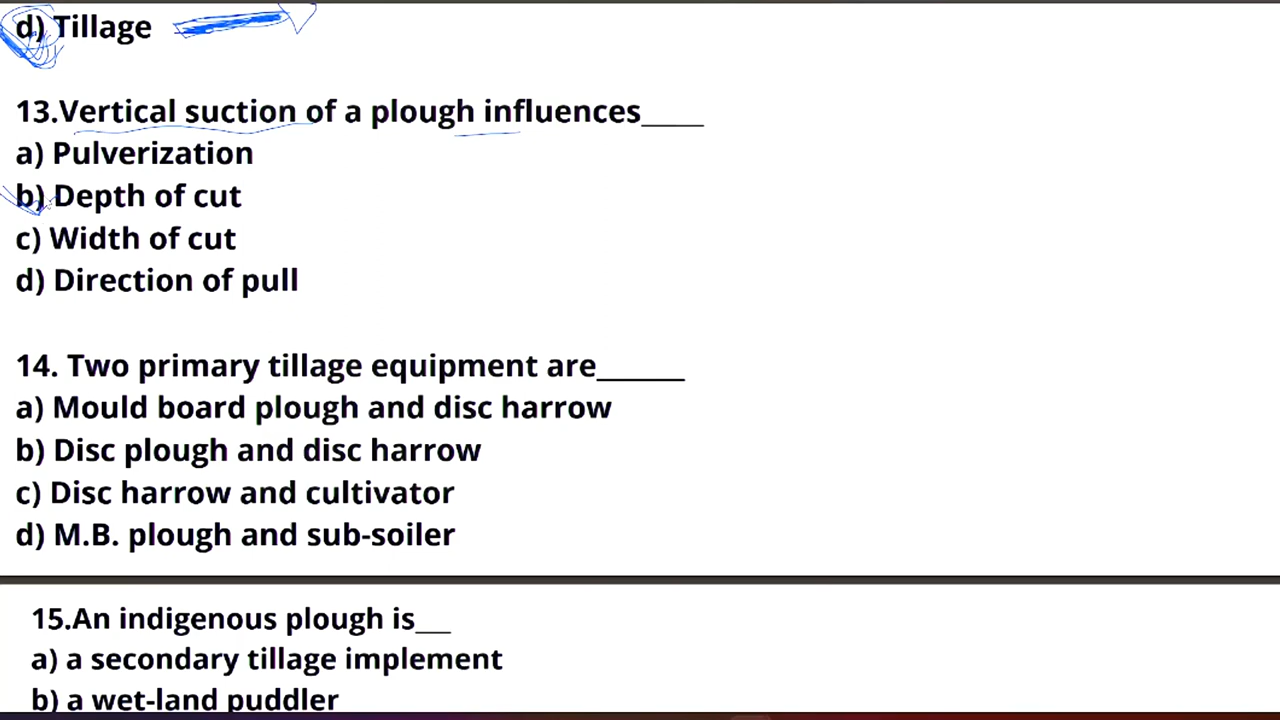 d) Tillage
13.Vertical suction of a plough influences____
a) Pulverization
b) Depth of cut
c) Width of cut
d) Direction of pull
14. Two primary tillage equipment are______
a) Mould board plough and disc harrow
b) Disc plough and disc harrow
c) Disc harrow and cultivator
d) M.B. plough and sub-soiler
15.An indigenous plough is__
a) a secondary tillage implement
b) a wet-land puddler